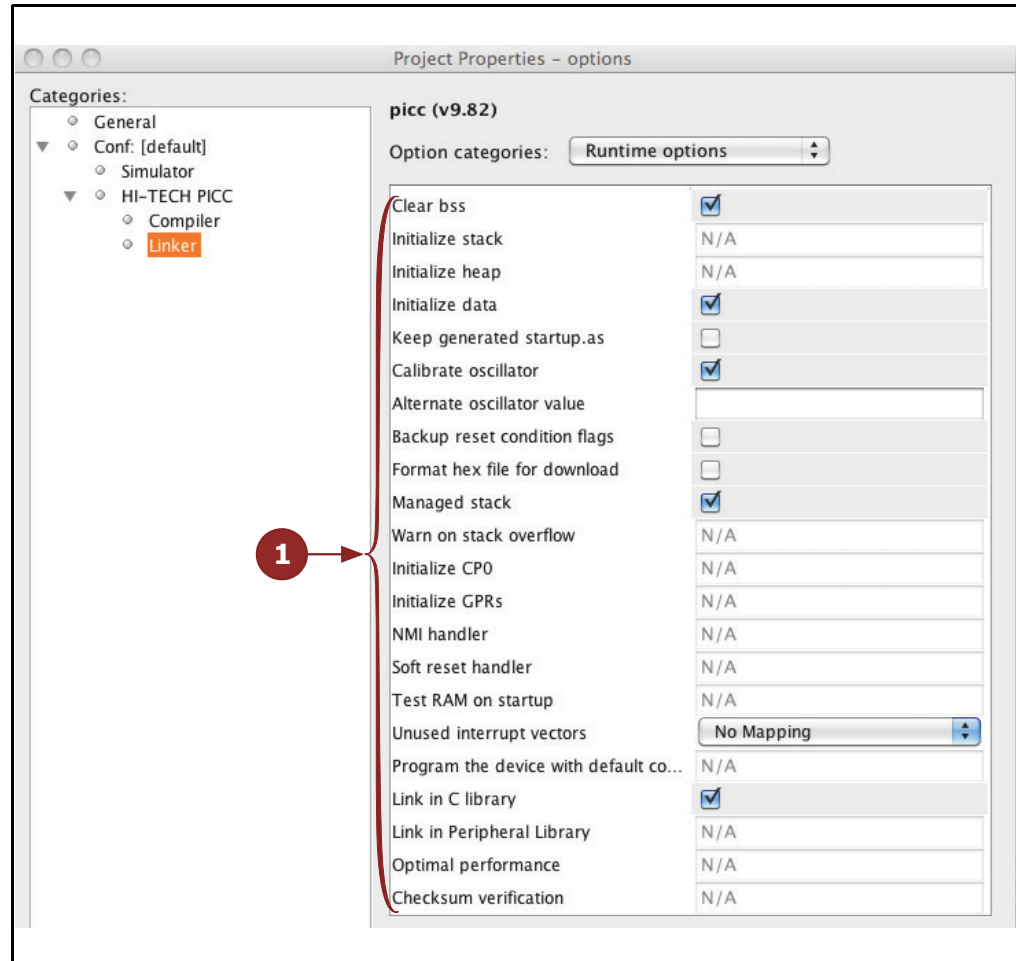 Project Properties – options
Categories:
General
Conf: [default]
Simulator
HI-TECH PICC
Compiler
Linker
picc (v9.82)
Option categories: Runtime options
Clear bss
Initialize stack N/A
Initialize heap N/A
Initialize data
Keep generated startup.as
Calibrate oscillator
Alternate oscillator value
Backup reset condition flags
Format hex file for download
Managed stack
1
Warn on stack overflow N/A
Initialize CP0 N/A
Initialize GPRs N/A
NMI handler N/A
Soft reset handler N/A
Test RAM on startup N/A
Unused interrupt vectors No Mapping
Program the device with default co... N/A
Link in C library
Link in Peripheral Library N/A
Optimal performance N/A
Checksum verification N/A